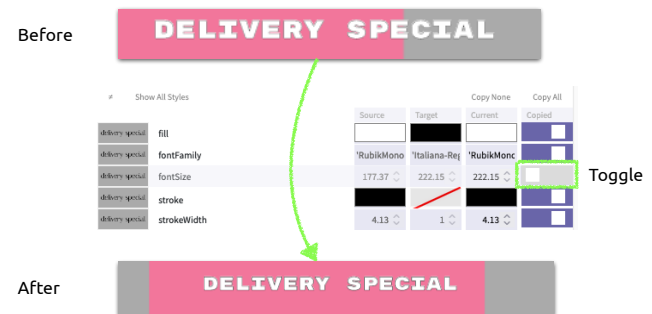 Before
DELIVERY SPECIAL
# Show All Styles Copy None Copy All
Source Target Current Copied
delivery special fill
delivery special fontFamily 'RubikMono 'Italiana-Reg 'RubikMonc
delivery special fontSize 177.37 222.15 222.15
Toggle
delivery special stroke
delivery special strokeWidth 4.13 1 4.13
After
DELIVERY SPECIAL